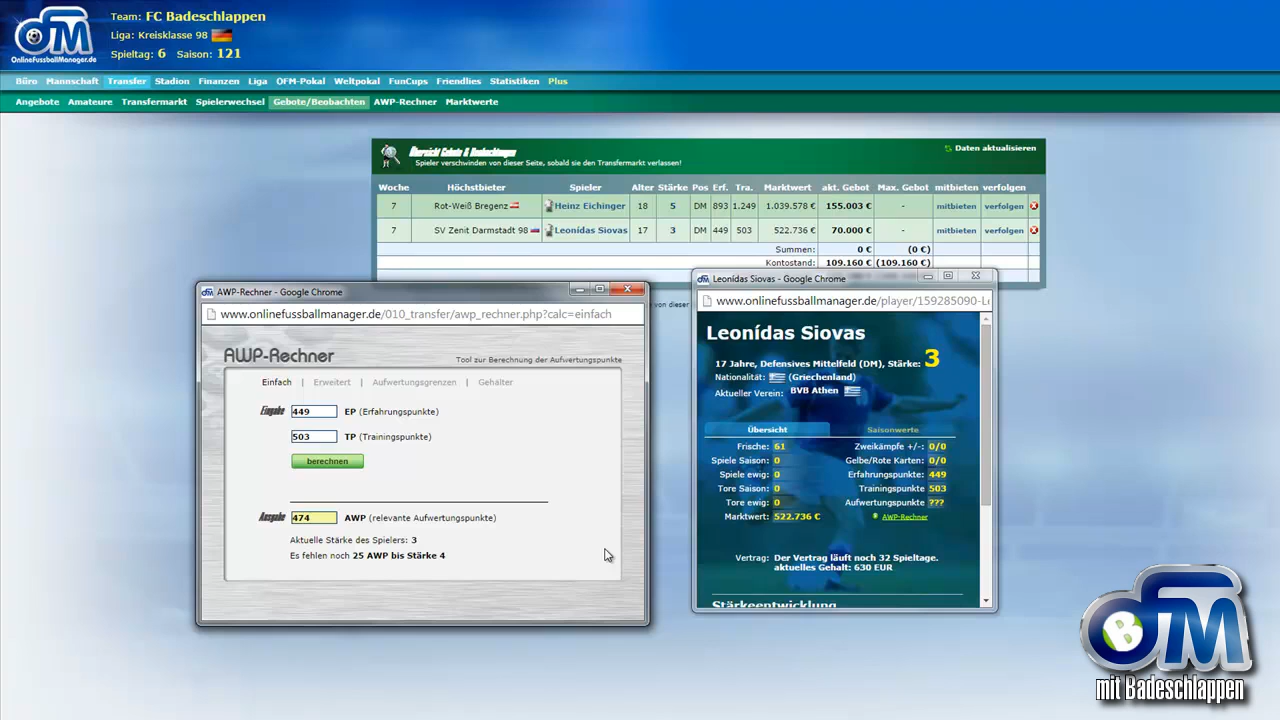 OFM
OnlineFussballManager.de
Team: FC Badeschlappen
Liga: Kreisklasse 98
Spieltag: 6 Saison: 121
Büro Mannschaft Transfer Stadion Finanzen Liga OFM-Pokal Weltpokal FunCups Friendlies Statistiken Plus
Angebote Amateure Transfermarkt Spielerwechsel Gebote/Beobachten AWP-Rechner Marktwerte
Übersicht Gebote & Beobachtungen
Daten aktualisieren
Spieler verschwinden von dieser Seite, sobald sie den Transfermarkt verlassen!
Woche Höchstbieter Spieler Alter Stärke Pos Erf. Tra. Marktwert akt. Gebot Max. Gebot mitbieten verfolgen
7 Rot-Weiß Bregenz Heinz Eichinger 18 5 DM 893 1.249 1.039.578 € 155.003 € - mitbieten verfolgen
7 SV Zenit Darmstadt 98 Leonídas Siovas 17 3 DM 449 503 522.736 € 70.000 € - mitbieten verfolgen
Summen: 0 € (0 €)
Kontostand: 109.160 € (109.160 €)
von dieser
AWP-Rechner - Google Chrome
www.onlinefussballmanager.de/010_transfer/awp_rechner.php?calc=einfach
AWP-Rechner
Tool zur Berechnung der Aufwertungspunkte
Einfach | Erweitert | Aufwertungsgrenzen | Gehälter
Eingabe 449 EP (Erfahrungspunkte)
503 TP (Trainingspunkte)
berechnen
Ausgabe 474 AWP (relevante Aufwertungspunkte)
Aktuelle Stärke des Spielers: 3
Es fehlen noch 25 AWP bis Stärke 4
Leonídas Siovas - Google Chrome
www.onlinefussballmanager.de/player/159285090-Le
Leonídas Siovas
17 Jahre, Defensives Mittelfeld (DM), Stärke: 3
Nationalität: (Griechenland)
Aktueller Verein: BVB Athen
Übersicht Saisonwerte
Frische: 61 Zweikämpfe +/-: 0/0
Spiele Saison: 0 Gelbe/Rote Karten: 0/0
Spiele ewig: 0 Erfahrungspunkte: 449
Tore Saison: 0 Trainingspunkte: 503
Tore ewig: 0 Aufwertungspunkte: ???
Marktwert: 522.736 € AWP-Rechner
Vertrag: Der Vertrag läuft noch 32 Spieltage.
aktuelles Gehalt: 630 EUR
Stärkeentwicklung
OFM
B
mit Badeschlappen